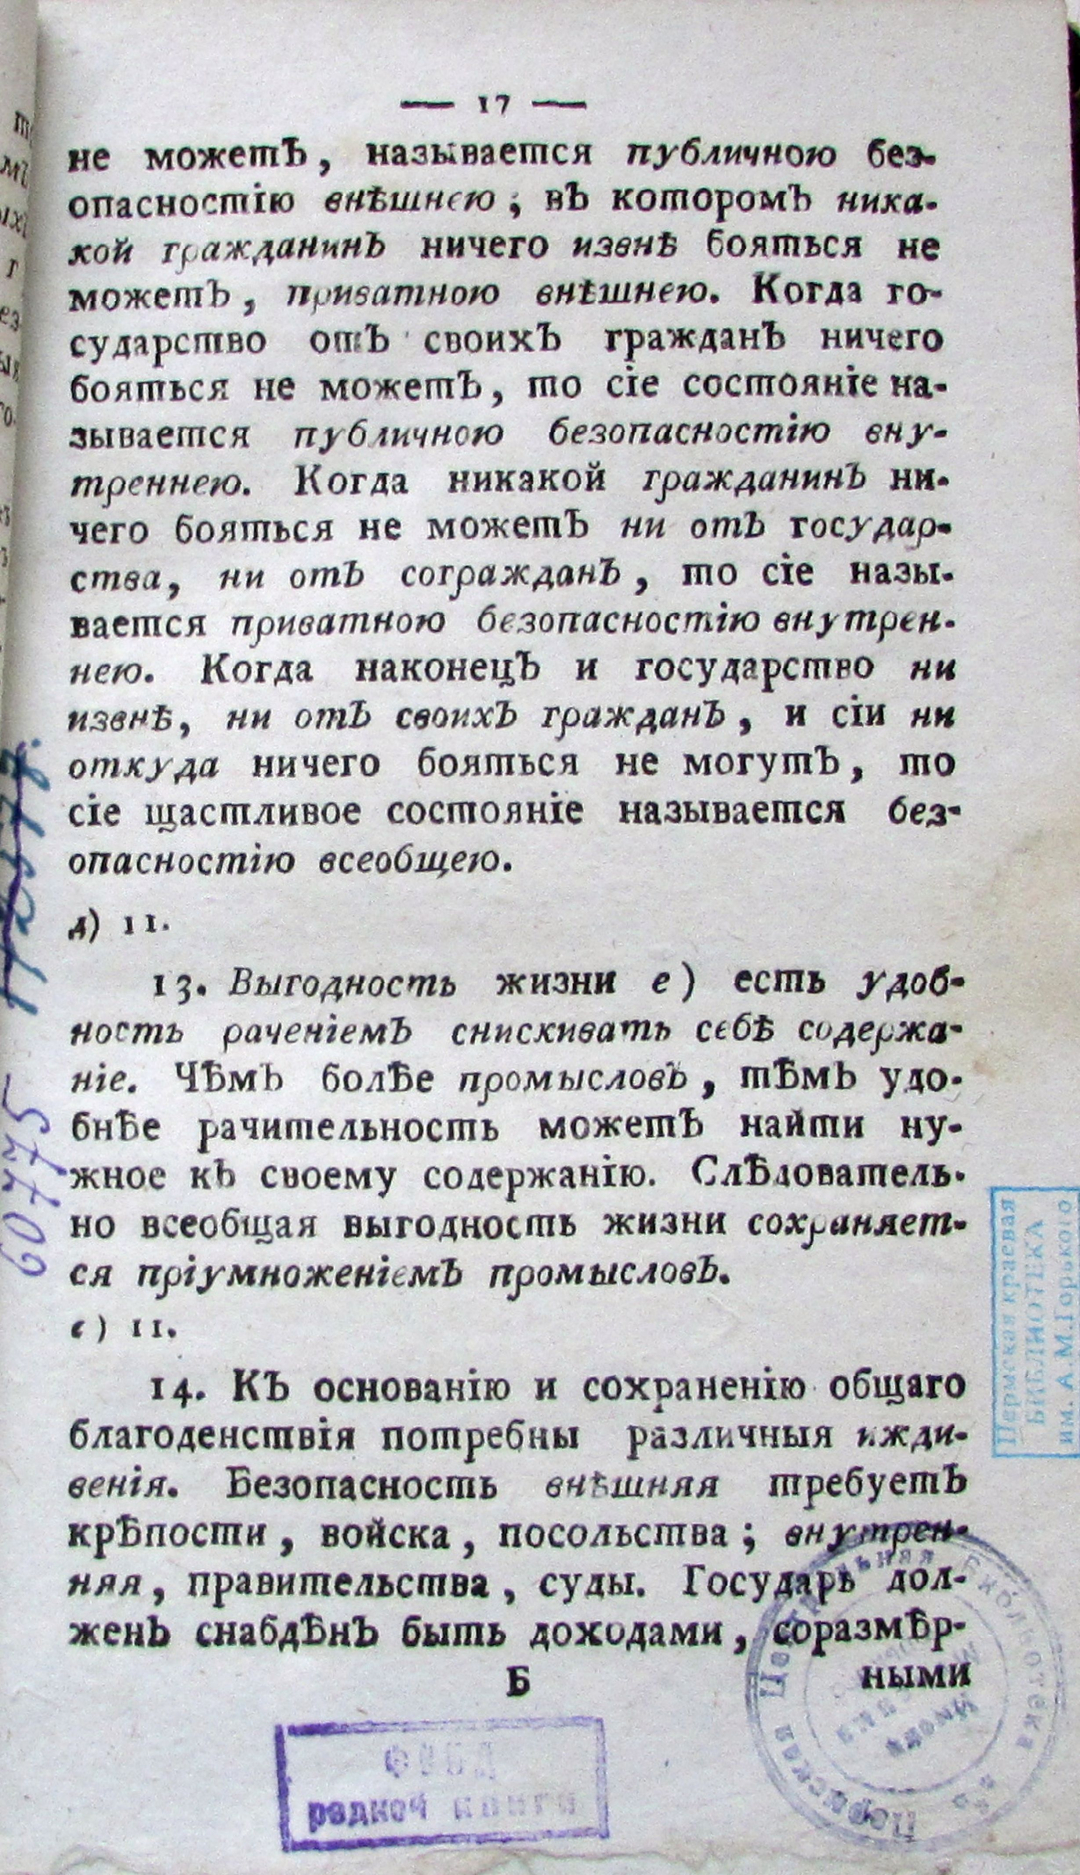 — 17 —
не можетъ, называется публичною без-
опасностію внѣшнею; въ которомъ ника-
кой гражданинъ ничего извнѣ бояться не
можетъ, приватною внѣшнею. Когда го-
сударство отъ своихъ гражданъ ничего
бояться не можетъ, то сіе состояніе на-
зывается публичною безопасностію вну-
треннею. Когда никакой гражданинъ ни-
чего бояться не можетъ ни отъ государ-
ства, ни отъ согражданъ, то сіе назы-
вается приватною безопасностію внутрен-
нею. Когда наконецъ и государство ни
извнѣ, ни отъ своихъ гражданъ, и сіи ни
откуда ничего бояться не могутъ, то
сіе щастливое состояніе называется без-
опасностію всеобщею.
д) 11.
13. Выгодность жизни е) есть удоб-
ность раченіемъ снискивать себѣ содержа-
ніе. Чѣмъ болѣе промысловъ, тѣмъ удо-
бнѣе рачительность можетъ найти ну-
жное къ своему содержанію. Слѣдователь-
но всеобщая выгодность жизни сохраняет-
ся пріумноженіемъ промысловъ.
е) 11.
14. Къ основанію и сохраненію общаго
благоденствія потребны различныя ижди-
венія. Безопасность внѣшняя требуетъ
крѣпости, войска, посольства; внутрен-
няя, правительства, суды. Государь дол-
женъ снабдѣнъ быть доходами, соразмѣр-
Б ными
60775
Пермская краевая
БИБЛИОТЕКА
им. А.М.Горького
Фонд
редкой книги
Пермская Центральная Библиотека